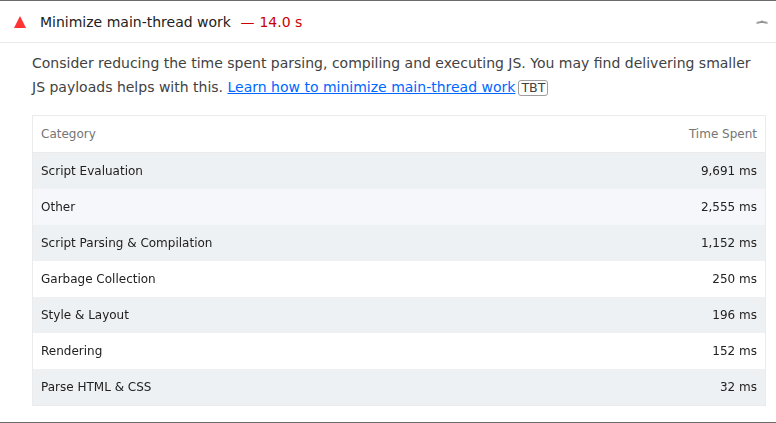 Minimize main-thread work — 14.0 s
Consider reducing the time spent parsing, compiling and executing JS. You may find delivering smaller
JS payloads helps with this. Learn how to minimize main-thread work TBT
Category Time Spent
Script Evaluation 9,691 ms
Other 2,555 ms
Script Parsing & Compilation 1,152 ms
Garbage Collection 250 ms
Style & Layout 196 ms
Rendering 152 ms
Parse HTML & CSS 32 ms